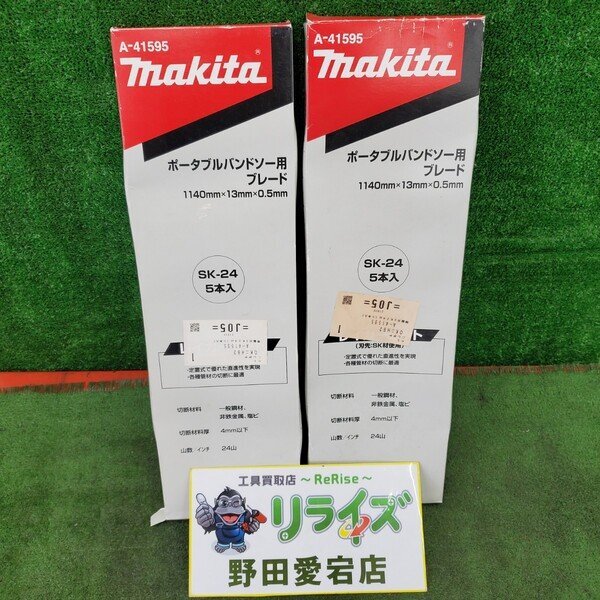 A-41595
makita®
ポータブルバンドソー用
ブレード
1140mm×13mm×0.5mm
SK-24
5本入
=J05=
・定置式で優れた直進性を実現
・各種管材の切断に最適
切断材料 一般鋼材、
非鉄金属、塩ビ
切断材料厚 4mm以下
山数/インチ 24山
A-41595
makita®
ポータブルバンドソー用
ブレード
1140mm×13mm×0.5mm
SK-24
5本入
=J05=
A-41595
(刃先:SK材使用)
・定置式で優れた直進性を実現
・各種管材の切断に最適
切断材料 一般鋼材、
非鉄金属、塩ビ
切断材料厚 4mm以下
山数/インチ 24山
工具買取店 ～ReRise～
リライズ
野田愛宕店